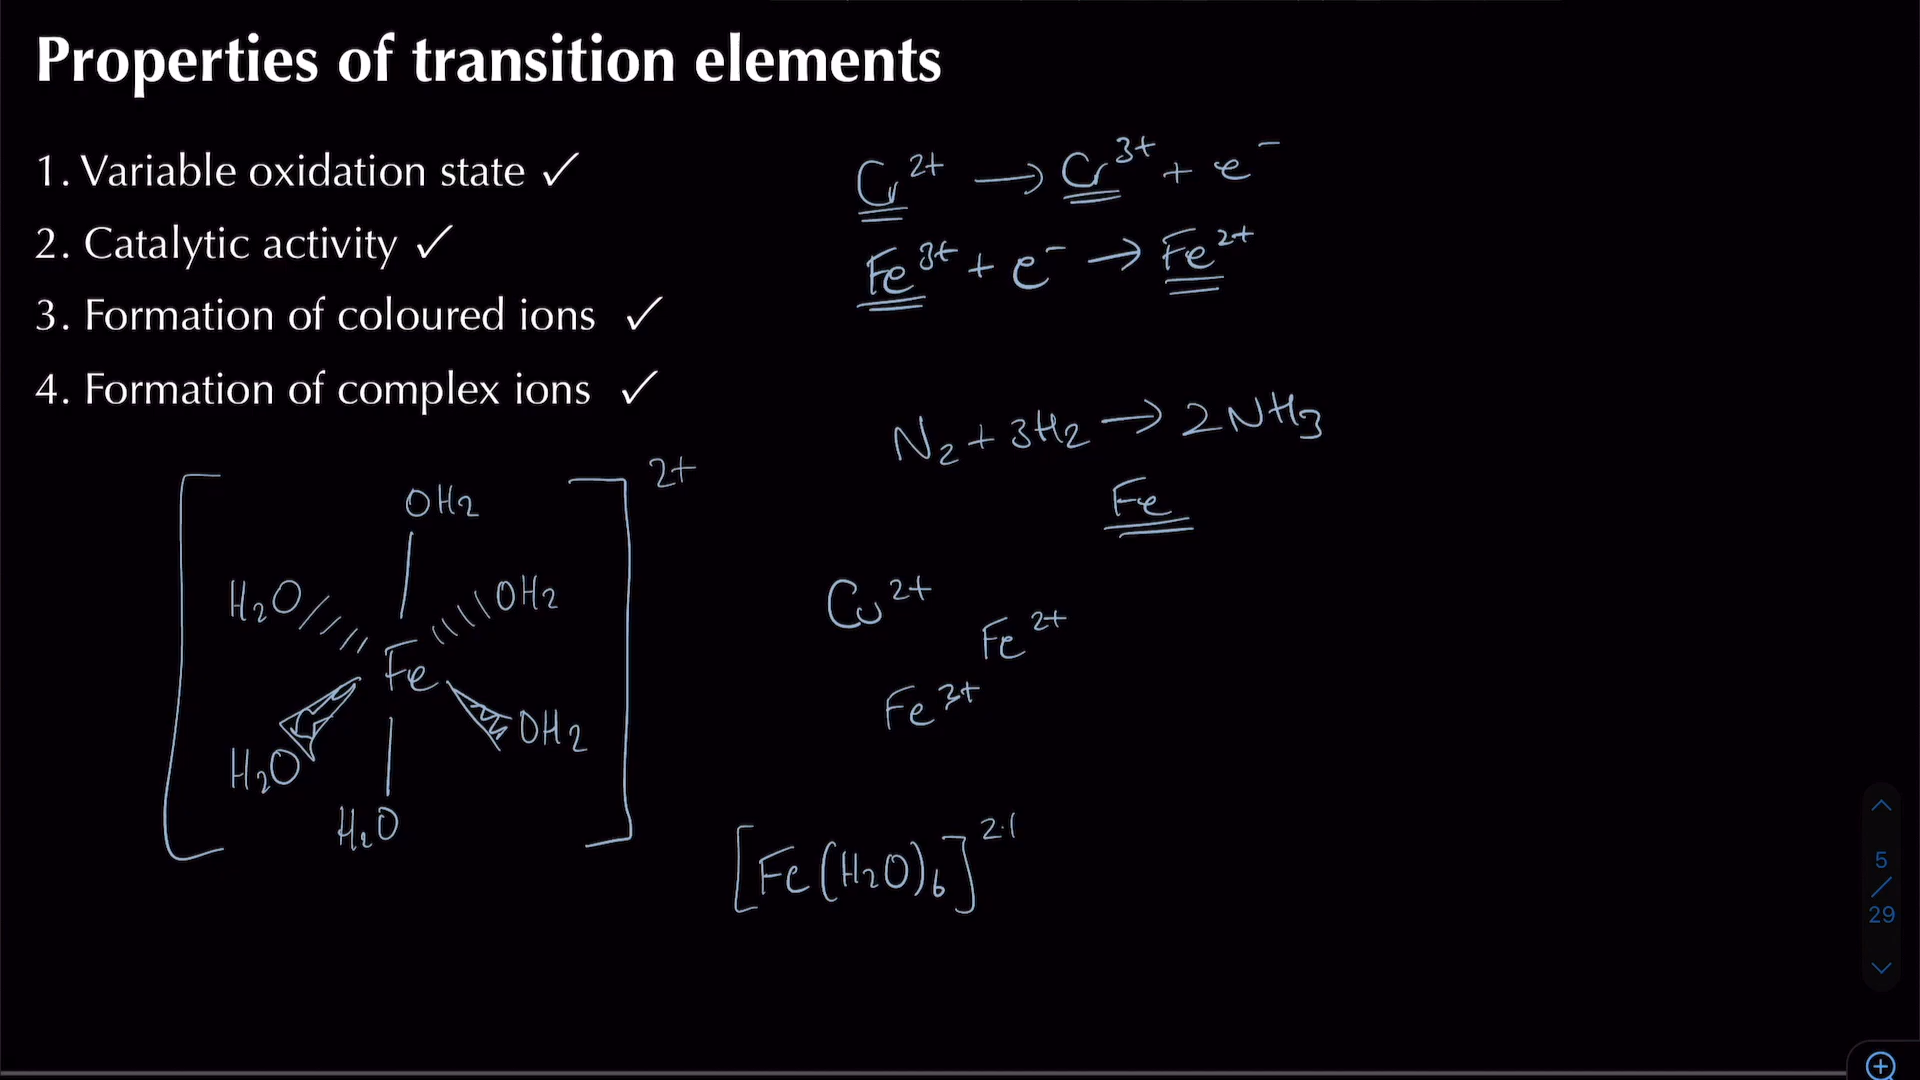 Properties of transition elements
1. Variable oxidation state ✓
2. Catalytic activity ✓
3. Formation of coloured ions ✓
4. Formation of complex ions ✓
Cr²⁺ → Cr³⁺ + e⁻
Fe³⁺ + e⁻ → Fe²⁺
N₂ + 3H₂ → 2NH₃
Fe
2+
OH₂
H₂O OH₂
Fe
H₂O OH₂
H₂O
Cu²⁺
Fe²⁺
Fe³⁺
[Fe(H₂O)₆]²⁺
5
/
29